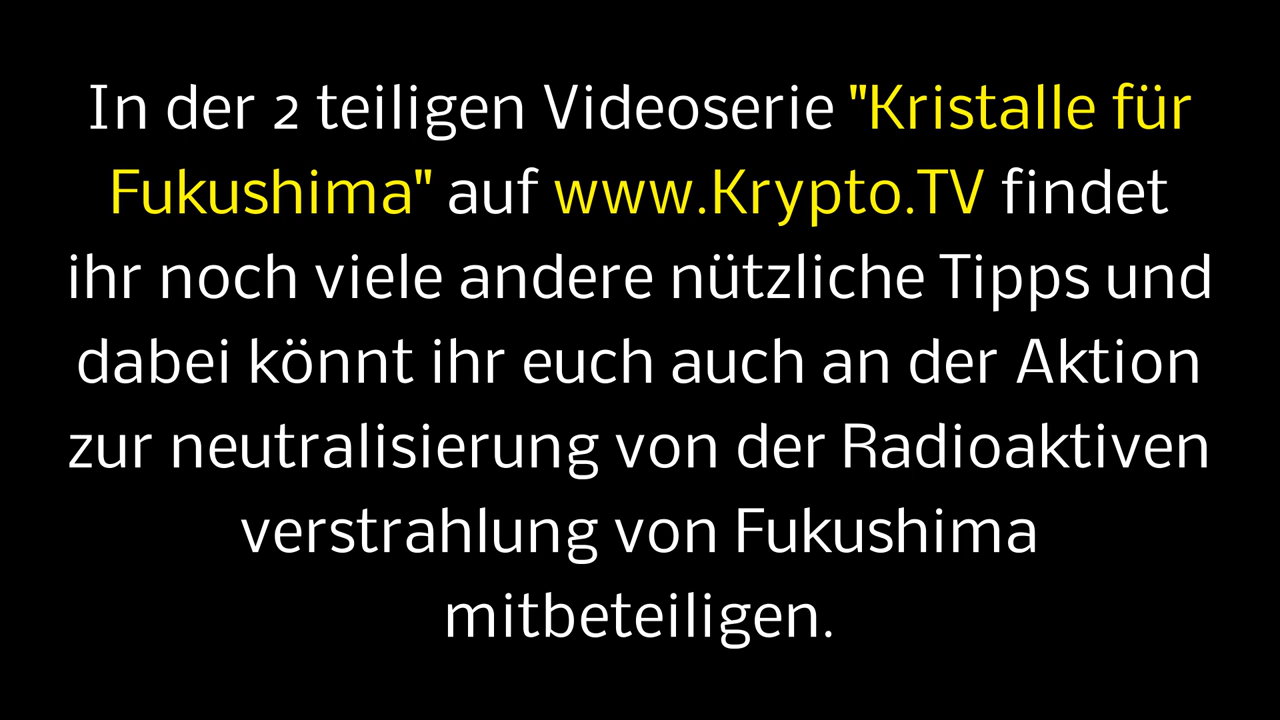 In der 2 teiligen Videoserie "Kristalle für
Fukushima" auf www.Krypto.TV findet
ihr noch viele andere nützliche Tipps und
dabei könnt ihr euch auch an der Aktion
zur neutralisierung von der Radioaktiven
verstrahlung von Fukushima
mitbeteiligen.